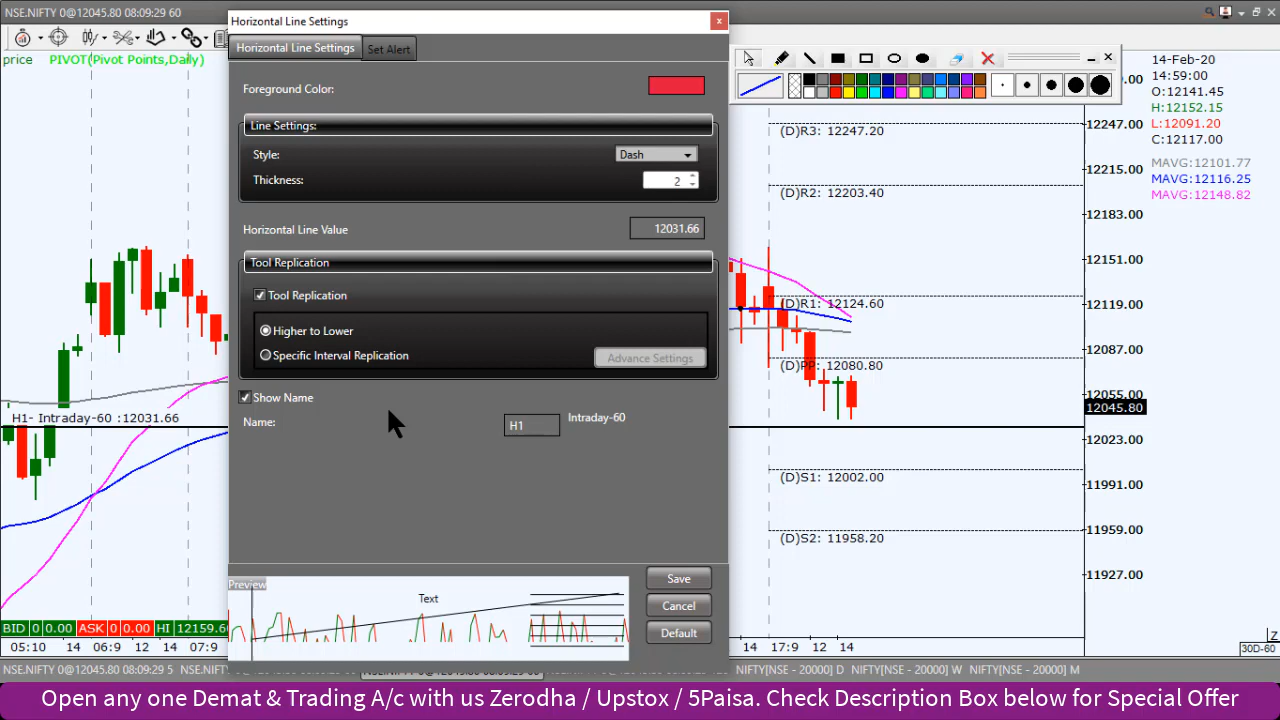 NSE.NIFTY 0@12045.80 08:09:29 60
price PIVOT(Pivot Points,Daily)
Horizontal Line Settings
x
Horizontal Line Settings
Set Alert
Foreground Color:
Line Settings:
Style:
Dash
Thickness:
2
Horizontal Line Value
12031.66
Tool Replication
Tool Replication
Higher to Lower
Specific Interval Replication
Advance Settings
Show Name
Name:
H1
Intraday-60
Preview
Text
Save
Cancel
Default
H1- Intraday-60 :12031.66
(D)R3: 12247.20
(D)R2: 12203.40
(D)R1: 12124.60
(D)PP: 12080.80
(D)S1: 12002.00
(D)S2: 11958.20
12247.00
12215.00
12183.00
12151.00
12119.00
12087.00
12055.00
12045.80
12023.00
11991.00
11959.00
11927.00
14-Feb-20
14:59:00
O:12141.45
H:12152.15
L:12091.20
C:12117.00
MAVG:12101.77
MAVG:12116.25
MAVG:12148.82
BID 0 0.00 ASK 0 0.00 HI 12159.60
05:10 14 06:9 12 14 07:9
14 17:9 12 14
Z
30D-60
NSE.NIFTY 0@12045.80 08:09:29 5
NIFTY[NSE - 20000] D NIFTY[NSE - 20000] W NIFTY[NSE - 20000] M
Open any one Demat & Trading A/c with us Zerodha / Upstox / 5Paisa. Check Description Box below for Special Offer